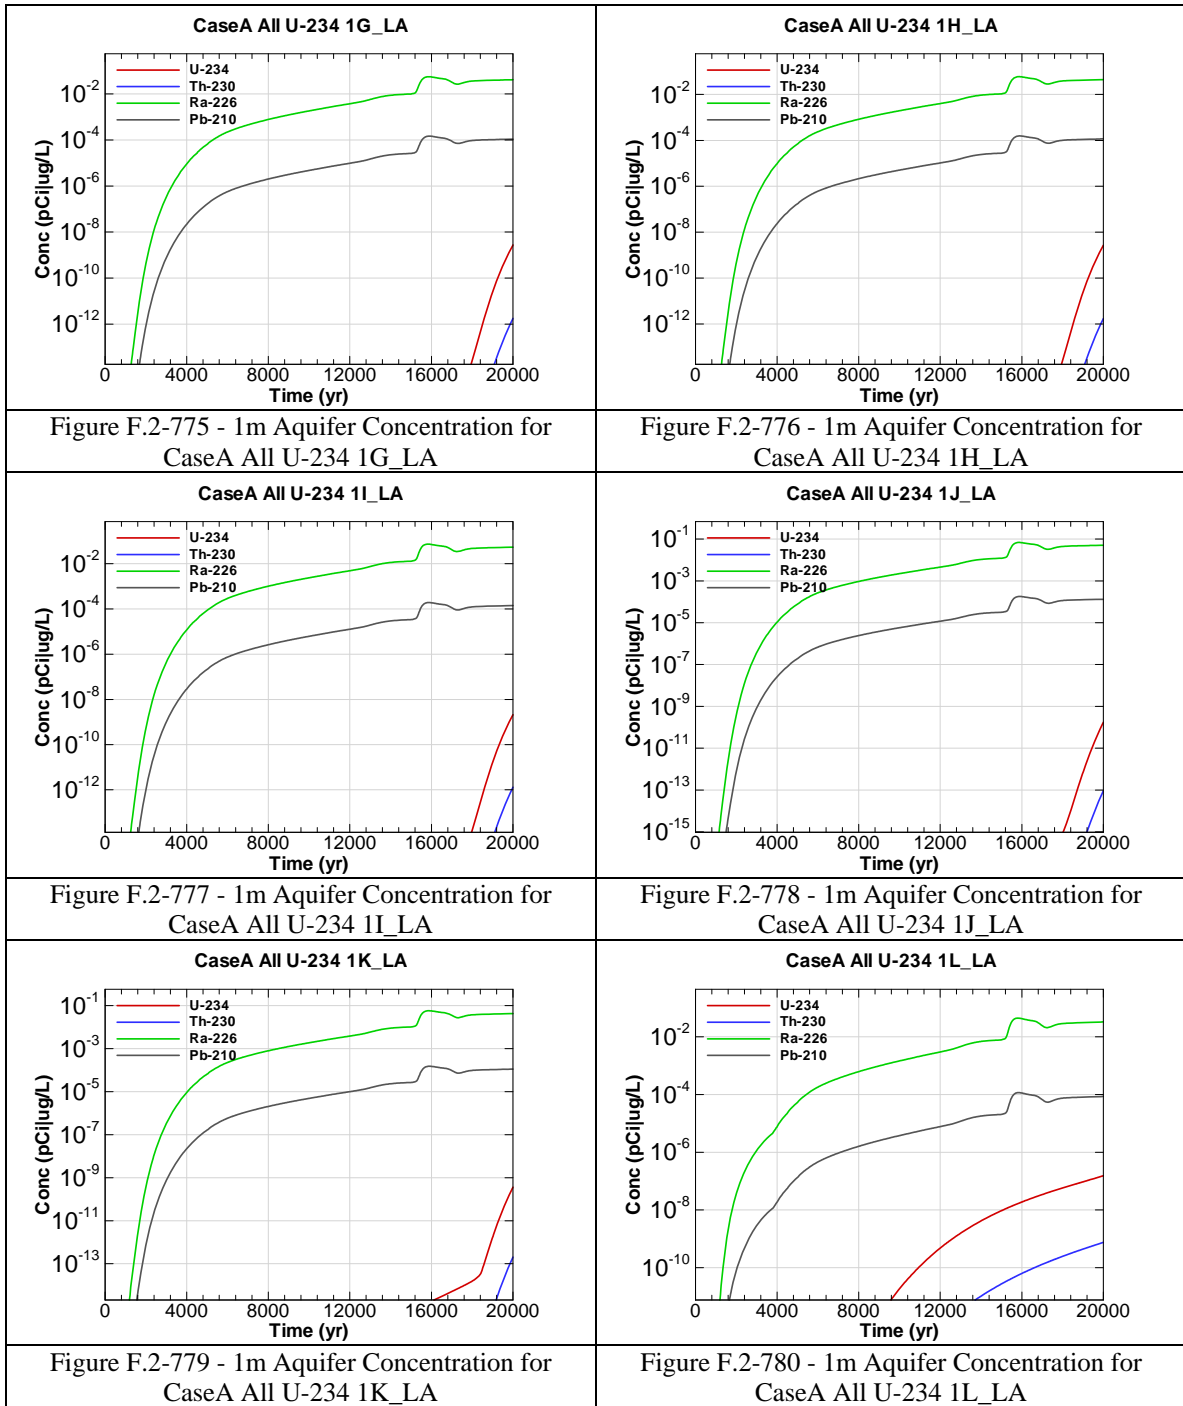 CaseA All U-234 1G_LA
U-234
Th-230
Ra-226
Pb-210
10-2
10-4
10-6
10-8
10-10
10-12
Conc (pCi|ug/L)
0 4000 8000 12000 16000 20000
Time (yr)
Figure F.2-775 - 1m Aquifer Concentration for
CaseA All U-234 1G_LA
CaseA All U-234 1H_LA
U-234
Th-230
Ra-226
Pb-210
10-2
10-4
10-6
10-8
10-10
10-12
Conc (pCi|ug/L)
0 4000 8000 12000 16000 20000
Time (yr)
Figure F.2-776 - 1m Aquifer Concentration for
CaseA All U-234 1H_LA
CaseA All U-234 1I_LA
U-234
Th-230
Ra-226
Pb-210
10-2
10-4
10-6
10-8
10-10
10-12
Conc (pCi|ug/L)
0 4000 8000 12000 16000 20000
Time (yr)
Figure F.2-777 - 1m Aquifer Concentration for
CaseA All U-234 1I_LA
CaseA All U-234 1J_LA
U-234
Th-230
Ra-226
Pb-210
10-1
10-3
10-5
10-7
10-9
10-11
10-13
10-15
Conc (pCi|ug/L)
0 4000 8000 12000 16000 20000
Time (yr)
Figure F.2-778 - 1m Aquifer Concentration for
CaseA All U-234 1J_LA
CaseA All U-234 1K_LA
U-234
Th-230
Ra-226
Pb-210
10-1
10-3
10-5
10-7
10-9
10-11
10-13
Conc (pCi|ug/L)
0 4000 8000 12000 16000 20000
Time (yr)
Figure F.2-779 - 1m Aquifer Concentration for
CaseA All U-234 1K_LA
CaseA All U-234 1L_LA
U-234
Th-230
Ra-226
Pb-210
10-2
10-4
10-6
10-8
10-10
Conc (pCi|ug/L)
0 4000 8000 12000 16000 20000
Time (yr)
Figure F.2-780 - 1m Aquifer Concentration for
CaseA All U-234 1L_LA